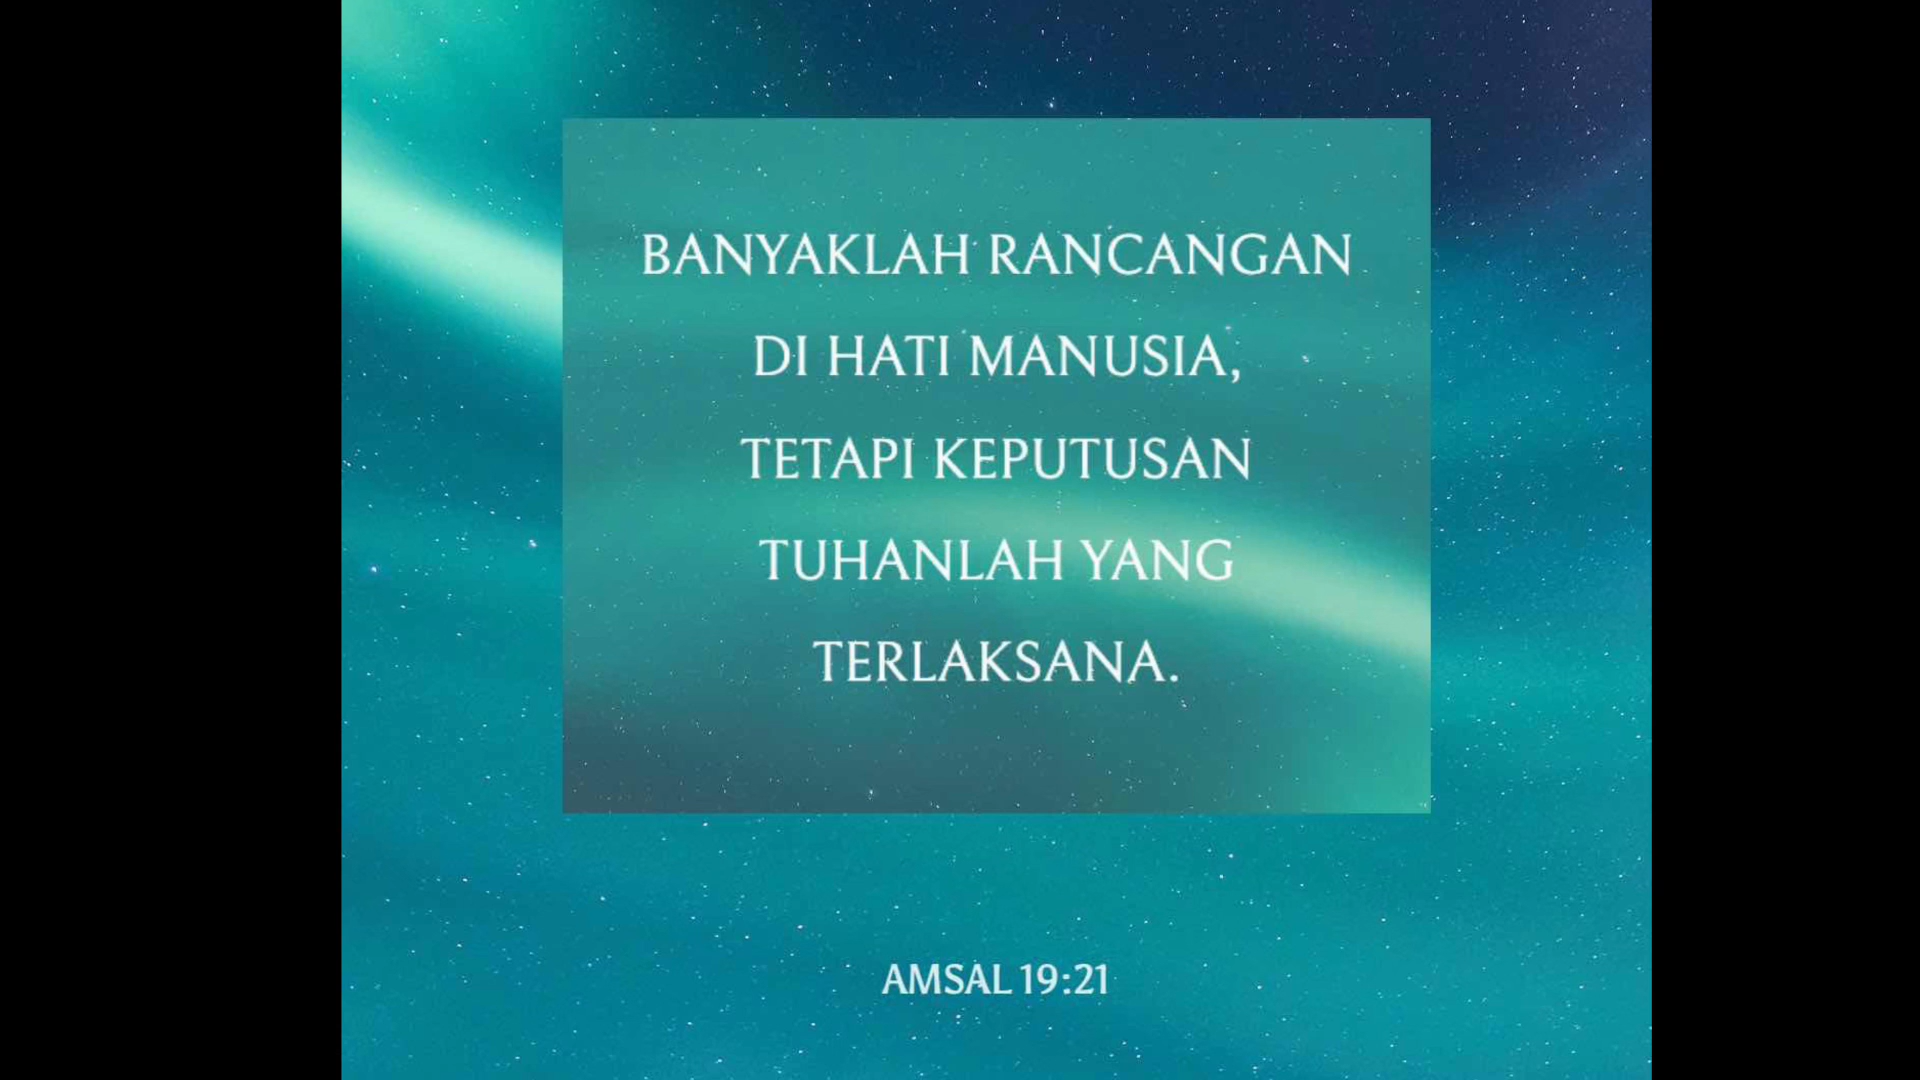 BANYAKLAH RANCANGAN
DI HATI MANUSIA,
TETAPI KEPUTUSAN
TUHANLAH YANG
TERLAKSANA.
AMSAL 19:21